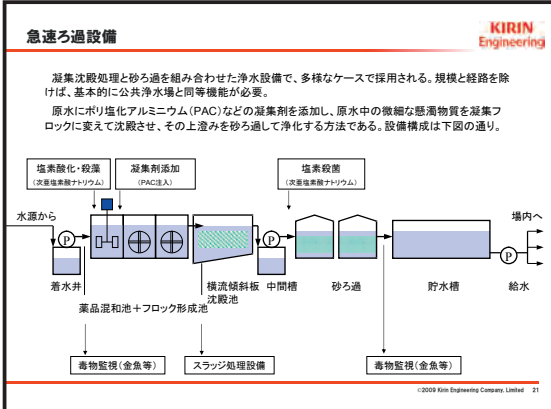 急速ろ過設備
KIRIN
Engineering
凝集沈殿処理と砂ろ過を組み合わせた浄水設備で、多様なケースで採用される。規模と経路を除
けば、基本的に公共浄水場と同等機能が必要。
原水にポリ塩化アルミニウム(PAC)などの凝集剤を添加し、原水中の微細な懸濁物質を凝集フ
ロックに変えて沈殿させ、その上澄みを砂ろ過して浄化する方法である。設備構成は下図の通り。
塩素酸化・殺藻
(次亜塩素酸ナトリウム)
凝集剤添加
(PAC注入)
塩素殺菌
(次亜塩素酸ナトリウム)
水源から
場内へ
P
P
P
着水井
薬品混和池+フロック形成池
横流傾斜板
沈殿池
中間槽
砂ろ過
貯水槽
給水
毒物監視(金魚等)
スラッジ処理設備
毒物監視(金魚等)
©2009 Kirin Engineering Company, Limited 21